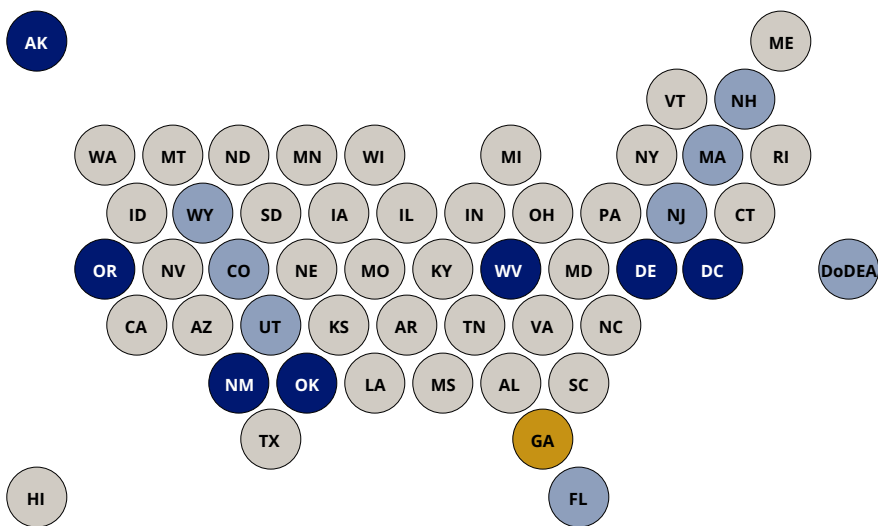 AK ME
VT NH
WA MT ND MN WI MI NY MA RI
ID WY SD IA IL IN OH PA NJ CT
OR NV CO NE MO KY WV MD DE DC DoDEA
CA AZ UT KS AR TN VA NC
NM OK LA MS AL SC
TX GA
HI FL